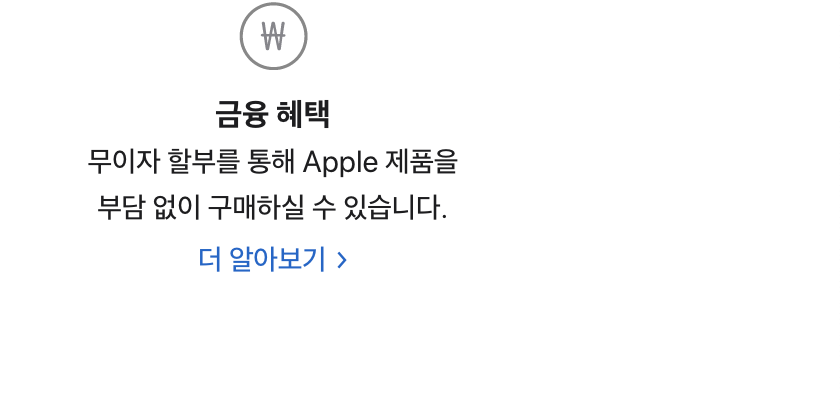 ₩
금융 혜택
무이자 할부를 통해 Apple 제품을
부담 없이 구매하실 수 있습니다.
더 알아보기 >